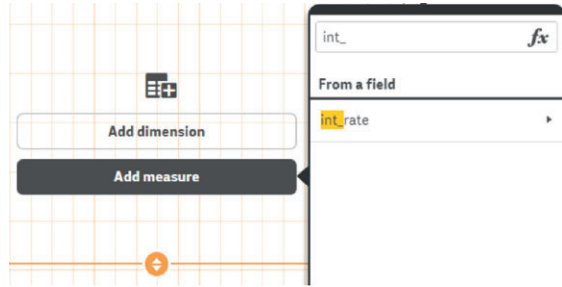 Add dimension
Add measure
int_
fx
From a field
int_rate